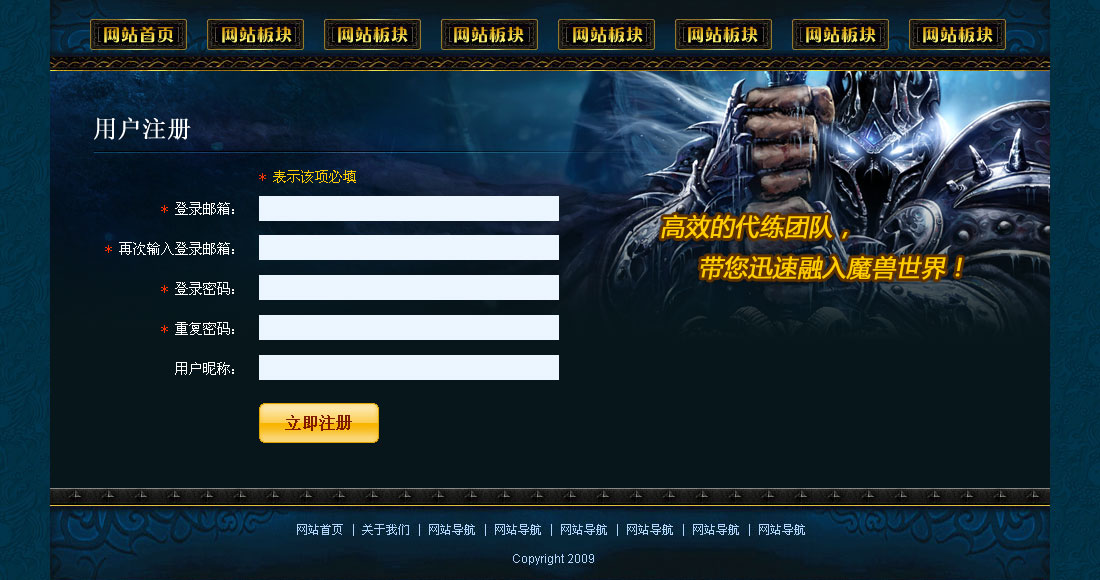 网站首页 网站板块 网站板块 网站板块 网站板块 网站板块 网站板块 网站板块
用户注册
* 表示该项必填
* 登录邮箱:
* 再次输入登录邮箱:
* 登录密码:
* 重复密码:
用户昵称:
立即注册
高效的代练团队，
带您迅速融入魔兽世界！
网站首页 | 关于我们 | 网站导航 | 网站导航 | 网站导航 | 网站导航 | 网站导航 | 网站导航
Copyright 2009